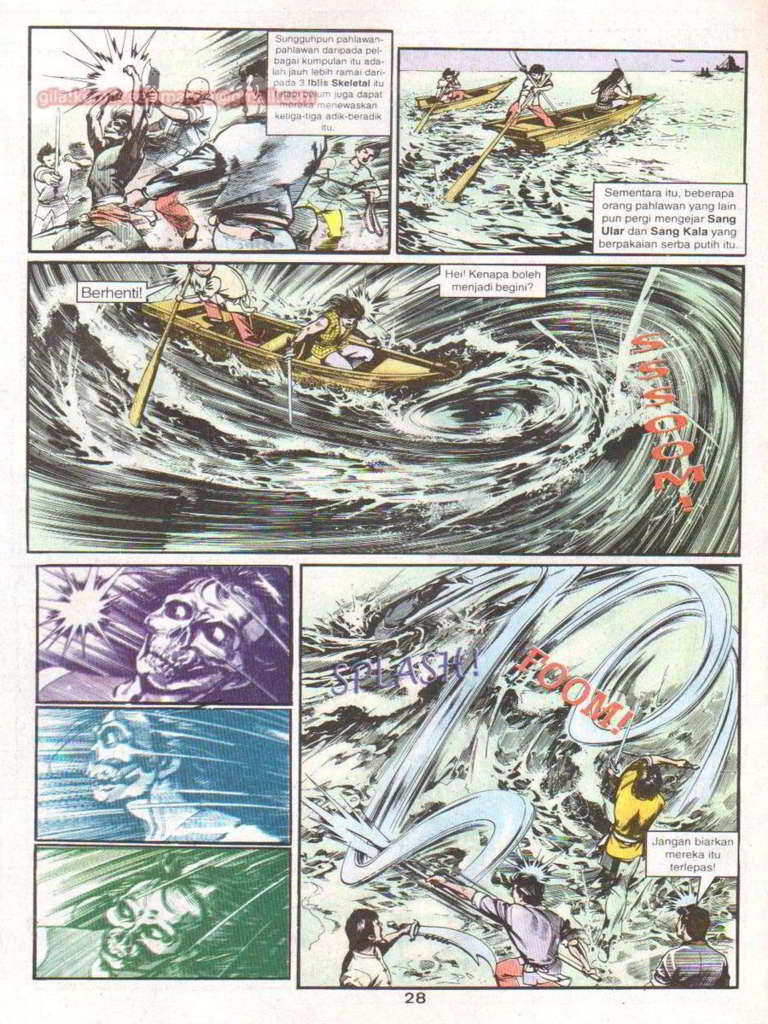 Sungguhpun pahlawan-
pahlawan daripada pel-
bagai kumpulan itu ada-
lah jauh lebih ramai dari-
pada 3 Iblis Skeletal itu
tetapi belum juga dapat
mereka menewaskan
ketiga-tiga adik-beradik
itu.
Sementara itu, beberapa
orang pahlawan yang lain
pun pergi mengejar Sang
Ular dan Sang Kala yang
berpakaian serba putih itu.
Berhenti!
Hei! Kenapa boleh
menjadi begini?
SSSSOOM!
SPLASH!
FOOM!
Jangan biarkan
mereka itu
terlepas!
28